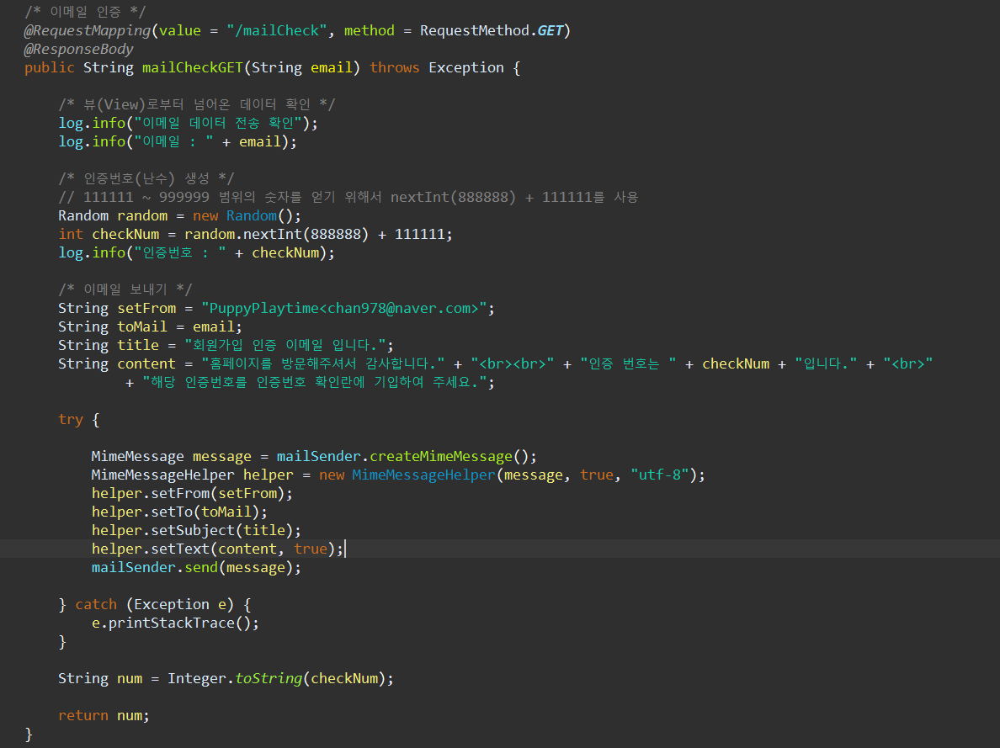 /* 이메일 인증 */
@RequestMapping(value = "/mailCheck", method = RequestMethod.GET)
@ResponseBody
public String mailCheckGET(String email) throws Exception {
/* 뷰(View)로부터 넘어온 데이터 확인 */
log.info("이메일 데이터 전송 확인");
log.info("이메일 : " + email);
/* 인증번호(난수) 생성 */
// 111111 ~ 999999 범위의 숫자를 얻기 위해서 nextInt(888888) + 111111를 사용
Random random = new Random();
int checkNum = random.nextInt(888888) + 111111;
log.info("인증번호 : " + checkNum);
/* 이메일 보내기 */
String setFrom = "PuppyPlaytime<chan978@naver.com>";
String toMail = email;
String title = "회원가입 인증 이메일 입니다.";
String content = "홈페이지를 방문해주셔서 감사합니다." + "<br><br>" + "인증 번호는 " + checkNum + "입니다." + "<br>"
+ "해당 인증번호를 인증번호 확인란에 기입하여 주세요.";
try {
MimeMessage message = mailSender.createMimeMessage();
MimeMessageHelper helper = new MimeMessageHelper(message, true, "utf-8");
helper.setFrom(setFrom);
helper.setTo(toMail);
helper.setSubject(title);
helper.setText(content, true);
mailSender.send(message);
} catch (Exception e) {
e.printStackTrace();
}
String num = Integer.toString(checkNum);
return num;
}